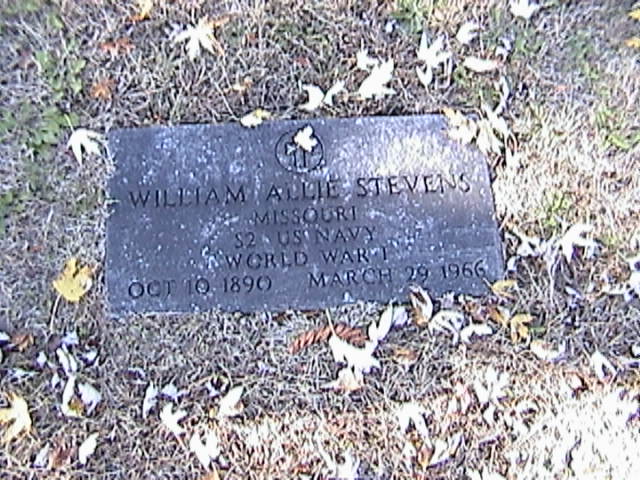 WILLIAM ALLIE STEVENS
MISSOURI
S2 US NAVY
WORLD WAR I
OCT 10 1890 MARCH 29 1966